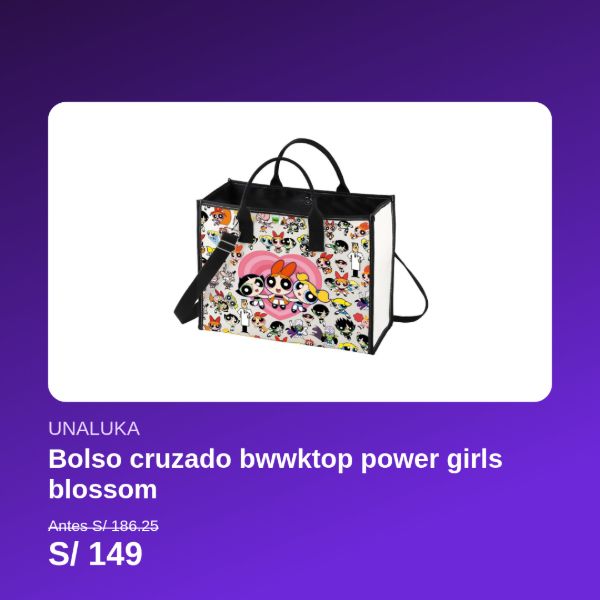 UNALUKA
Bolso cruzado bwwktop power girls
blossom
Antes S/ 186.25
S/ 149